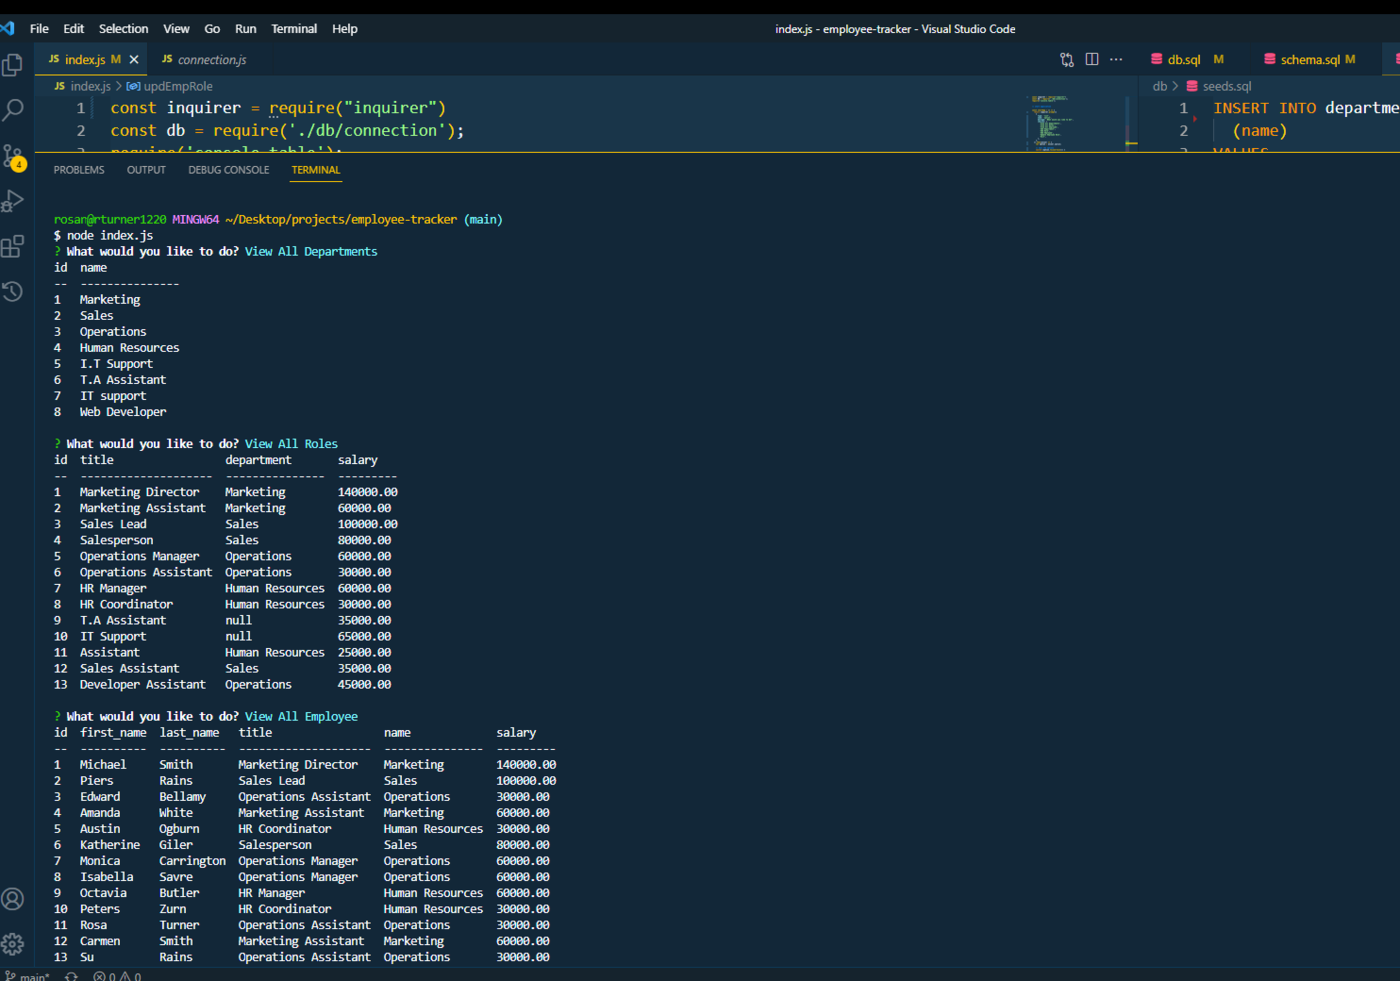 File Edit Selection View Go Run Terminal Help
index.js - employee-tracker - Visual Studio Code
JS index.js M
JS connection.js
db.sql M
schema.sql M
JS index.js > updEmpRole
db > seeds.sql
1 const inquirer = require("inquirer")
2 const db = require('./db/connection');
3 require('console.table');
1 INSERT INTO departme
2 (name)
3 VALUES
4
PROBLEMS OUTPUT DEBUG CONSOLE TERMINAL
rosan@rturner1220 MINGW64 ~/Desktop/projects/employee-tracker (main)
$ node index.js
? What would you like to do? View All Departments
id name
-- ---------------
1 Marketing
2 Sales
3 Operations
4 Human Resources
5 I.T Support
6 T.A Assistant
7 IT support
8 Web Developer
? What would you like to do? View All Roles
id title department salary
-- -------------------- --------------- ---------
1 Marketing Director Marketing 140000.00
2 Marketing Assistant Marketing 60000.00
3 Sales Lead Sales 100000.00
4 Salesperson Sales 80000.00
5 Operations Manager Operations 60000.00
6 Operations Assistant Operations 30000.00
7 HR Manager Human Resources 60000.00
8 HR Coordinator Human Resources 30000.00
9 T.A Assistant null 35000.00
10 IT Support null 65000.00
11 Assistant Human Resources 25000.00
12 Sales Assistant Sales 35000.00
13 Developer Assistant Operations 45000.00
? What would you like to do? View All Employee
id first_name last_name title name salary
-- ---------- ---------- -------------------- --------------- ---------
1 Michael Smith Marketing Director Marketing 140000.00
2 Piers Rains Sales Lead Sales 100000.00
3 Edward Bellamy Operations Assistant Operations 30000.00
4 Amanda White Marketing Assistant Marketing 60000.00
5 Austin Ogburn HR Coordinator Human Resources 30000.00
6 Katherine Giler Salesperson Sales 80000.00
7 Monica Carrington Operations Manager Operations 60000.00
8 Isabella Savre Operations Manager Operations 60000.00
9 Octavia Butler HR Manager Human Resources 60000.00
10 Peters Zurn HR Coordinator Human Resources 30000.00
11 Rosa Turner Operations Assistant Operations 30000.00
12 Carmen Smith Marketing Assistant Marketing 60000.00
13 Su Rains Operations Assistant Operations 30000.00
main* 0 0